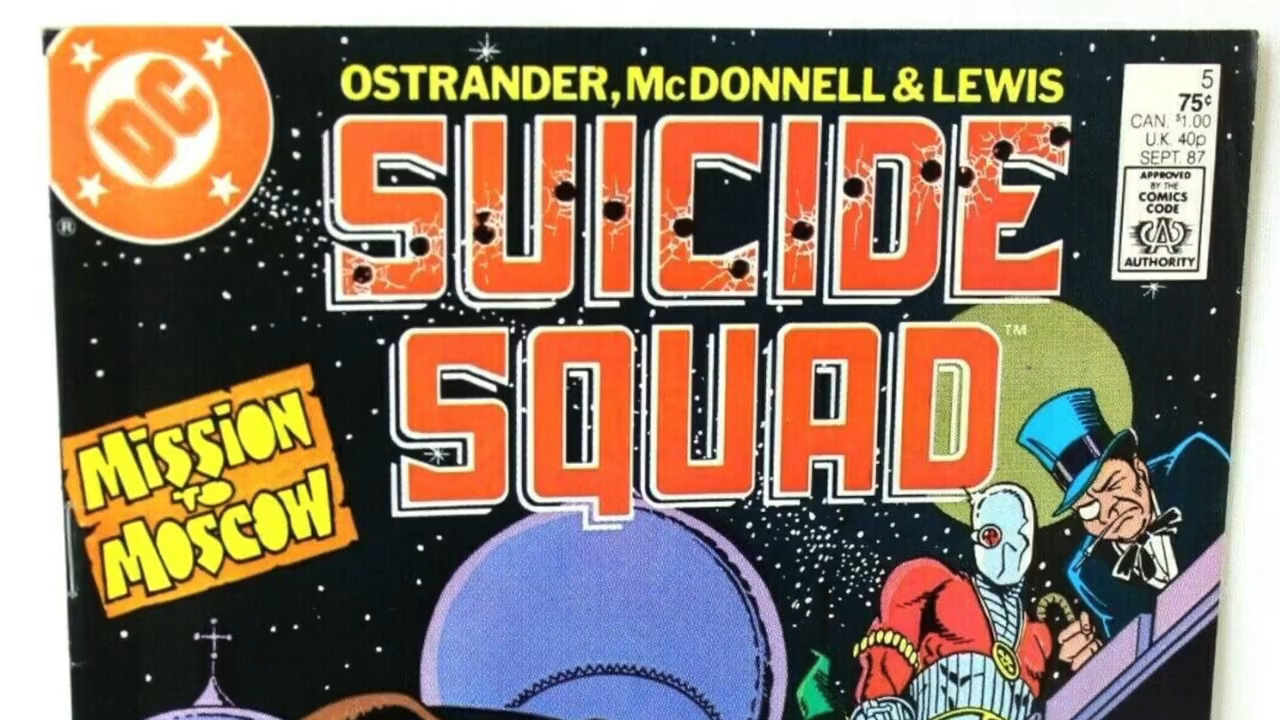 DC
®
OSTRANDER, McDONNELL & LEWIS
SUICIDE
SQUAD
TM
5
75¢
CAN. $1.00
U.K. 40p
SEPT. 87
APPROVED
BY THE
COMICS
CODE
CA
AUTHORITY
MISSION
TO
MOSCOW